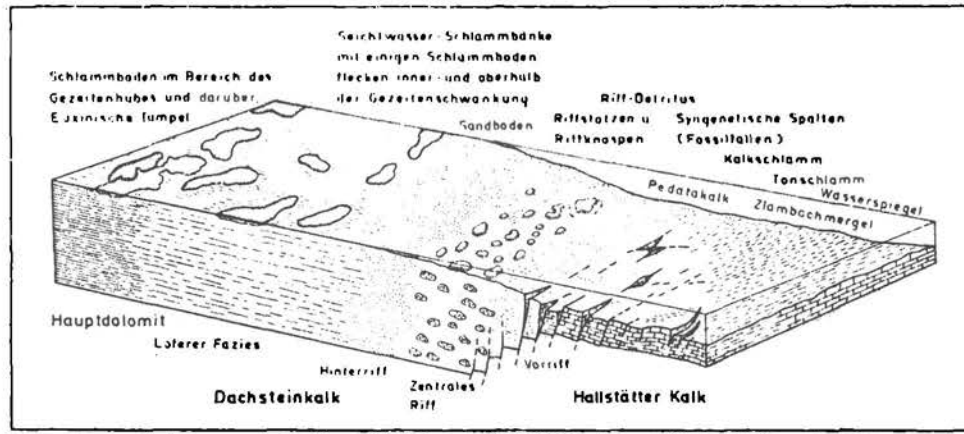 Schlammboden im Bereich des
Gezeitenhubes und darüber,
Euxinische Tümpel
Seichtwasser-Schlammbänke
mit einigen Schlammboden
flecken inner- und oberhalb
der Gezeitenschwankung
Sandboden
Riff-Detritus
Riffstotzen u
Riffknospen
Syngenetische Spalten
(Fossilfallen)
Kalkschlamm
Tonschlamm
Wasserspiegel
Pedatakalk
Zlambachmergel
Hauptdolomit
Loferer Fazies
Hinterriff
Zentrales
Riff
Vorriff
Dachsteinkalk
Hallstätter Kalk